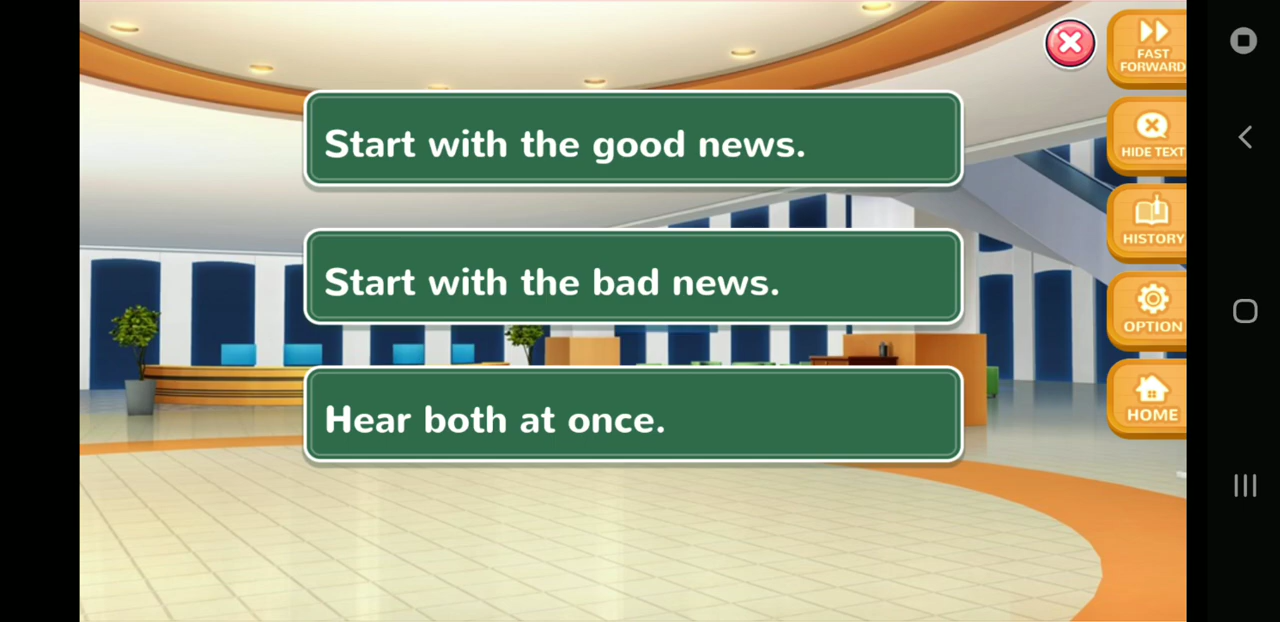 Start with the good news.
Start with the bad news.
Hear both at once.
FAST
FORWARD
HIDE TEXT
HISTORY
OPTION
HOME